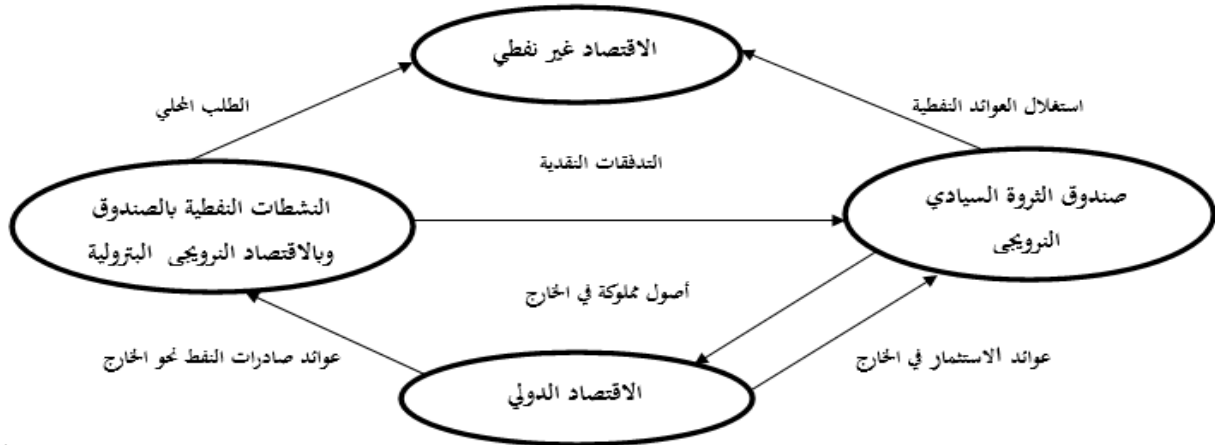 الاقتصاد غير نفطي
استغلال العوائد النفطية
الطلب المحلي
التدفقات النقدية
صندوق الثروة السيادي
النرويجى
النشطات النفطية بالصندوق
وبالاقتصاد النرويجى البترولية
أصول مملوكة في الخارج
عوائد الاستثمار في الخارج
عوائد صادرات النفط نحو الخارج
الاقتصاد الدولي